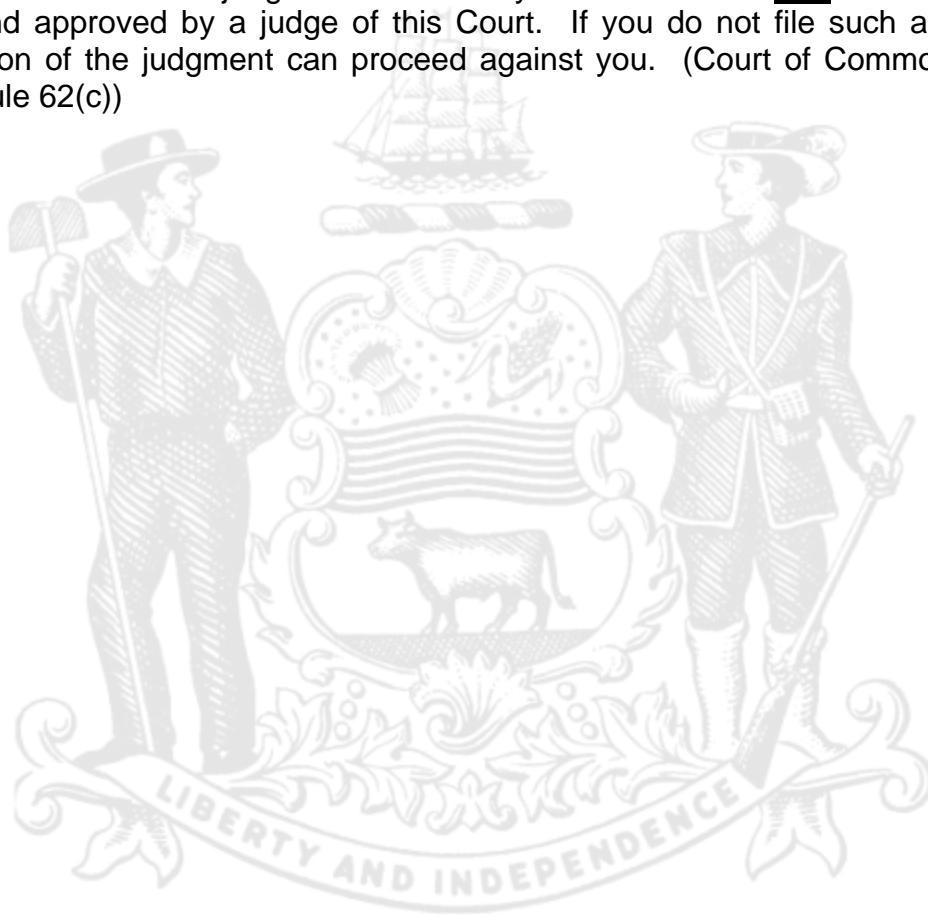 nd approved by a judge of this Court. If you do not file such a
on of the judgment can proceed against you. (Court of Commo
ule 62(c))
LIBERTY AND INDEPENDENCE